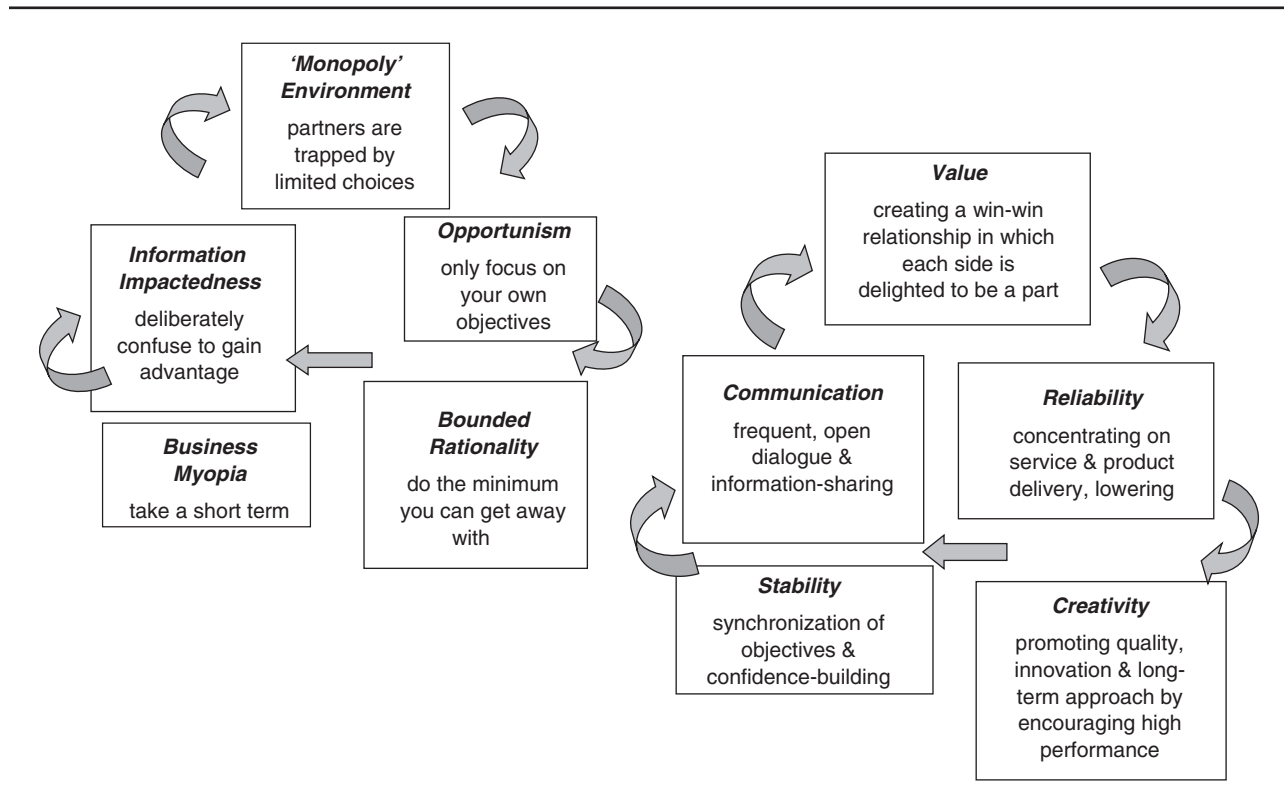 ‘Monopoly’
Environment
partners are
trapped by
limited choices
Opportunism
only focus on
your own
objectives
Bounded
Rationality
do the minimum
you can get away
with
Business
Myopia
take a short term
Information
Impactedness
deliberately
confuse to gain
advantage
Value
creating a win-win
relationship in which
each side is
delighted to be a part
Reliability
concentrating on
service & product
delivery, lowering
Creativity
promoting quality,
innovation & long-
term approach by
encouraging high
performance
Stability
synchronization of
objectives &
confidence-building
Communication
frequent, open
dialogue &
information-sharing